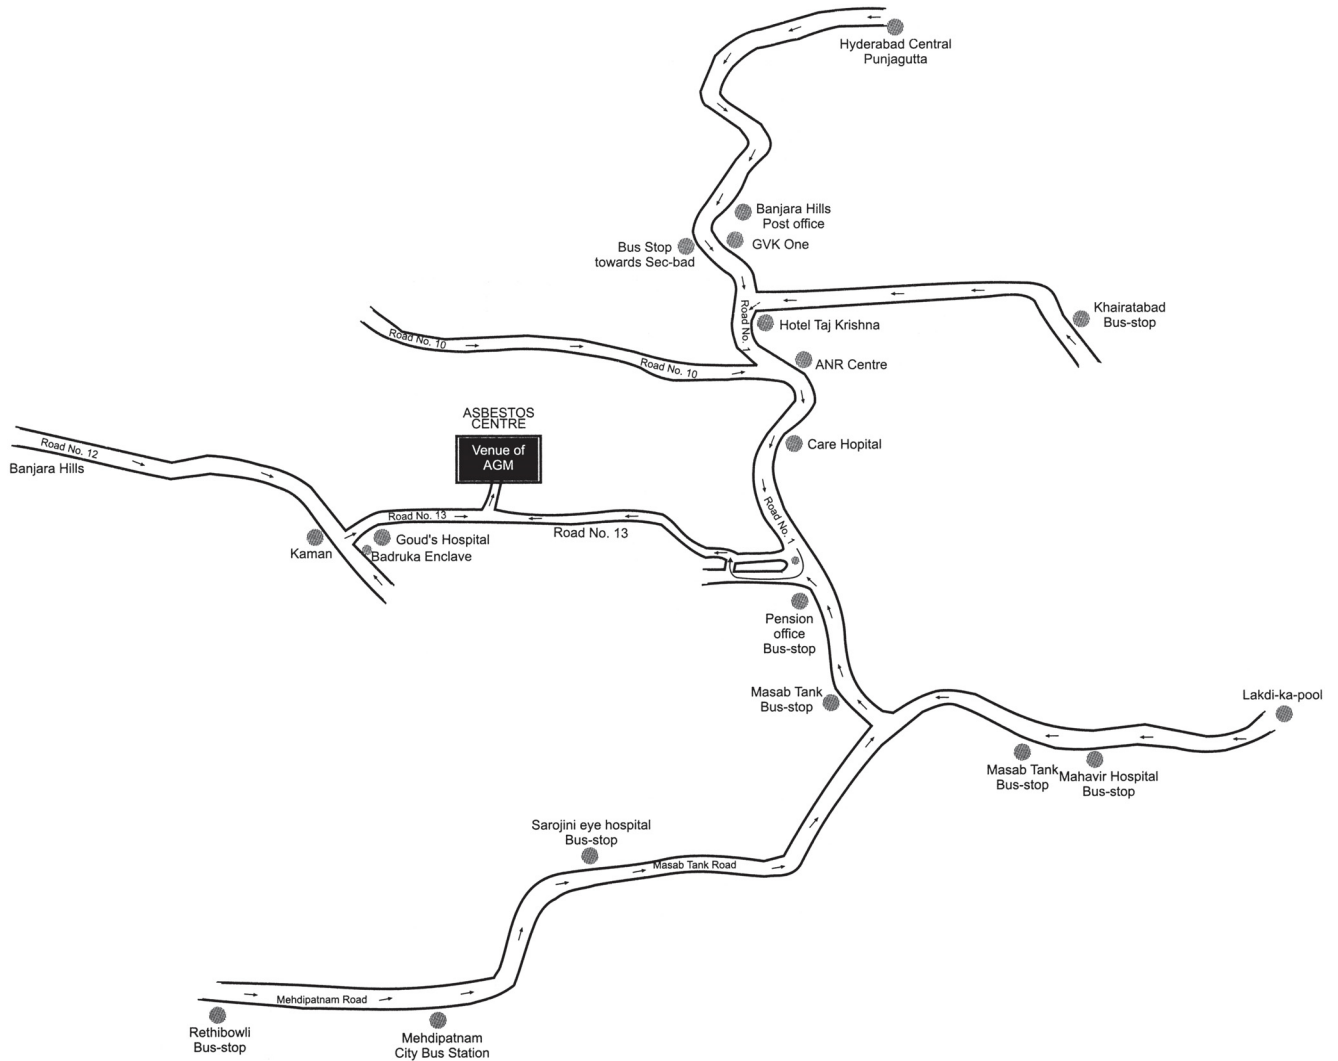 Hyderabad Central
Punjagutta
Banjara Hills
Post office
GVK One
Bus Stop
towards Sec-bad
Khairatabad
Bus-stop
Road No. 1
Hotel Taj Krishna
Road No. 10
Road No. 10
ANR Centre
ASBESTOS
CENTRE
Venue of
AGM
Care Hopital
Road No. 12
Banjara Hills
Road No. 13
Road No. 1
Goud's Hospital
Road No. 13
Kaman
Badruka Enclave
Pension
office
Bus-stop
Masab Tank
Bus-stop
Lakdi-ka-pool
Masab Tank
Bus-stop
Mahavir Hospital
Bus-stop
Sarojini eye hospital
Bus-stop
Masab Tank Road
Mehdipatnam Road
Rethibowli
Bus-stop
Mehdipatnam
City Bus Station